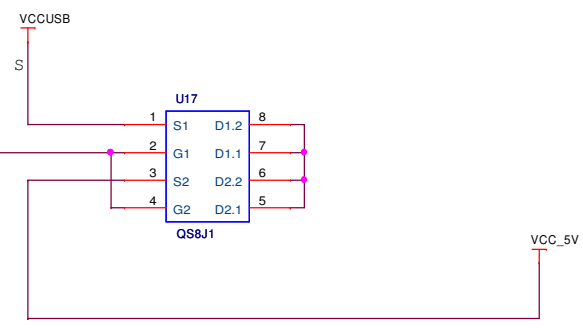 VCCUSB
S
U17
1 S1 D1.2 8
2 G1 D1.1 7
3 S2 D2.2 6
4 G2 D2.1 5
QS8J1
VCC_5V